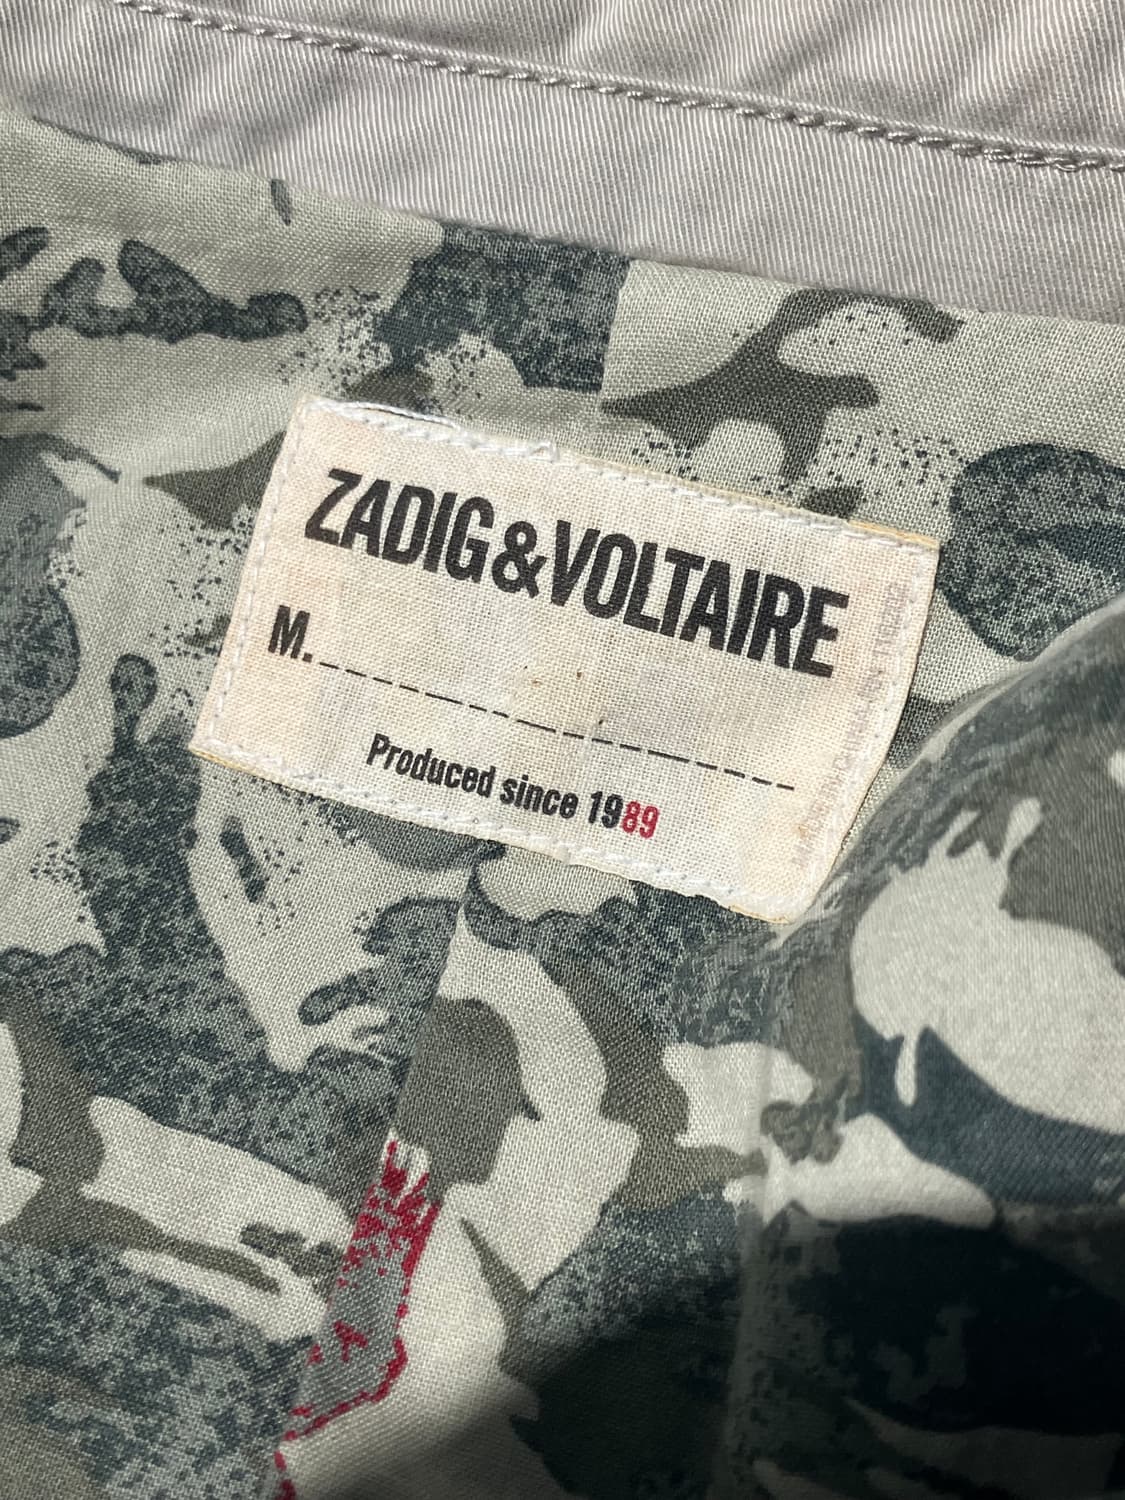 ZADIG&VOLTAIRE
M.
Produced since 1989